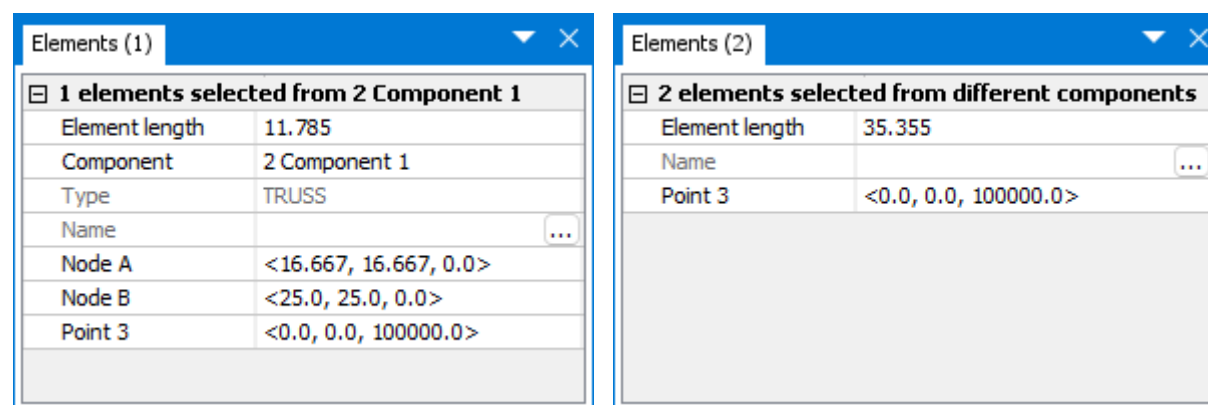 Elements (1)
1 elements selected from 2 Component 1
Element length 11.785
Component 2 Component 1
Type TRUSS
Name ...
Node A <16.667, 16.667, 0.0>
Node B <25.0, 25.0, 0.0>
Point 3 <0.0, 0.0, 100000.0>
Elements (2)
2 elements selected from different components
Element length 35.355
Name ...
Point 3 <0.0, 0.0, 100000.0>